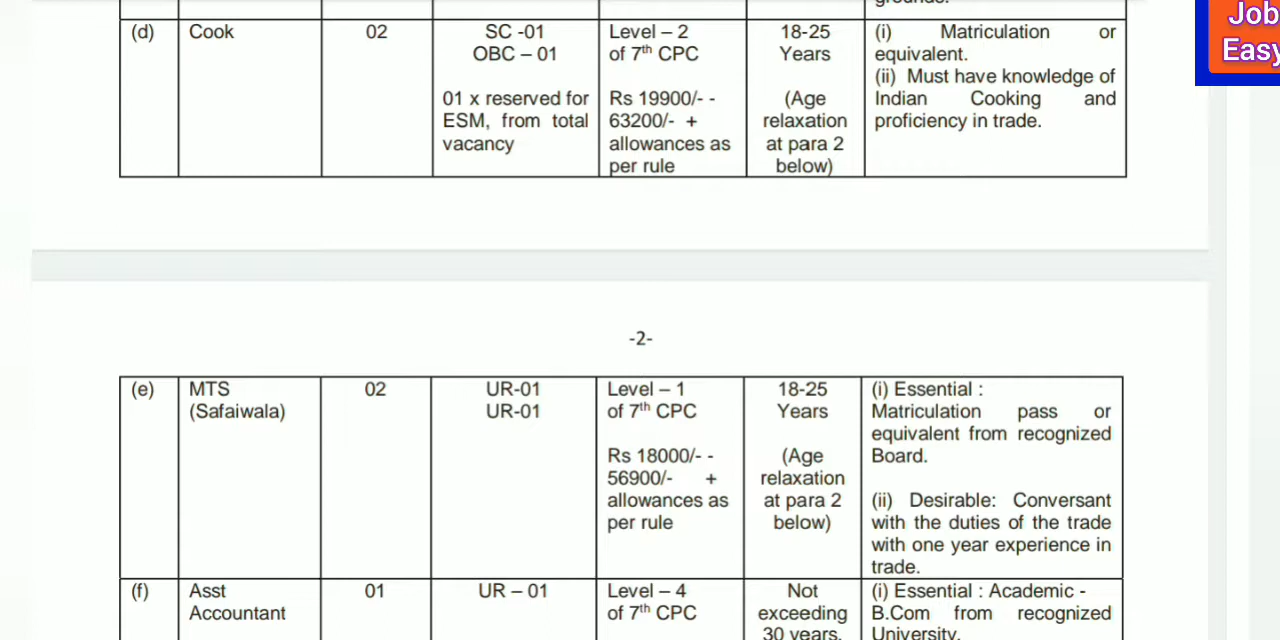 grounds.
Job
Easy
(d) Cook 02 SC -01 Level – 2 18-25 (i) Matriculation or
OBC – 01 of 7th CPC Years equivalent.
(ii) Must have knowledge of
01 x reserved for Rs 19900/- - (Age Indian Cooking and
ESM, from total 63200/- + relaxation proficiency in trade.
vacancy allowances as at para 2
per rule below)
-2-
(e) MTS 02 UR-01 Level – 1 18-25 (i) Essential :
(Safaiwala) UR-01 of 7th CPC Years Matriculation pass or
equivalent from recognized
Rs 18000/- - (Age Board.
56900/- + relaxation
allowances as at para 2 (ii) Desirable: Conversant
per rule below) with the duties of the trade
with one year experience in
trade.
(f) Asst 01 UR – 01 Level – 4 Not (i) Essential : Academic -
Accountant of 7th CPC exceeding B.Com from recognized
30 years. University.